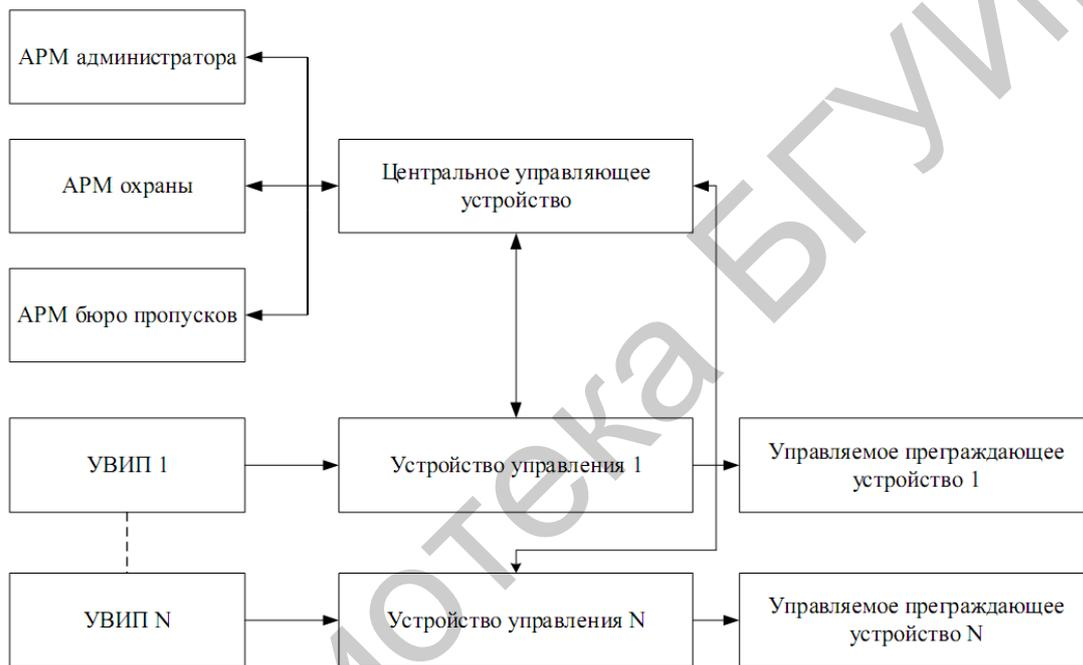 АРМ администратора
АРМ охраны
Центральное управляющее
устройство
АРМ бюро пропусков
УВИП 1
Устройство управления 1
Управляемое преграждающее
устройство 1
УВИП N
Устройство управления N
Управляемое преграждающее
устройство N